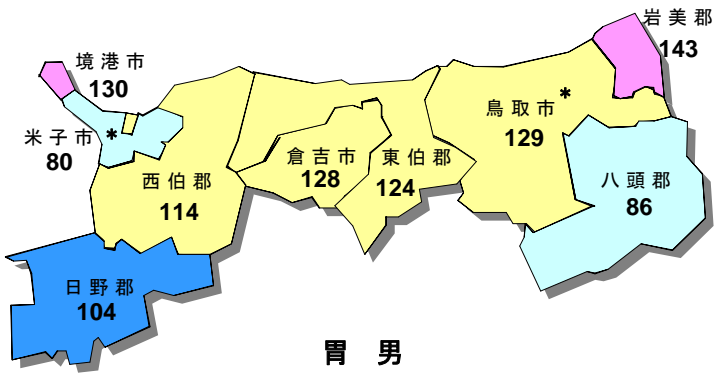 岩美郡
143
境港市
130
鳥取市 *
129
米子市 *
80
倉吉市
128
東伯郡
124
西伯郡
114
八頭郡
86
日野郡
104
胃 男